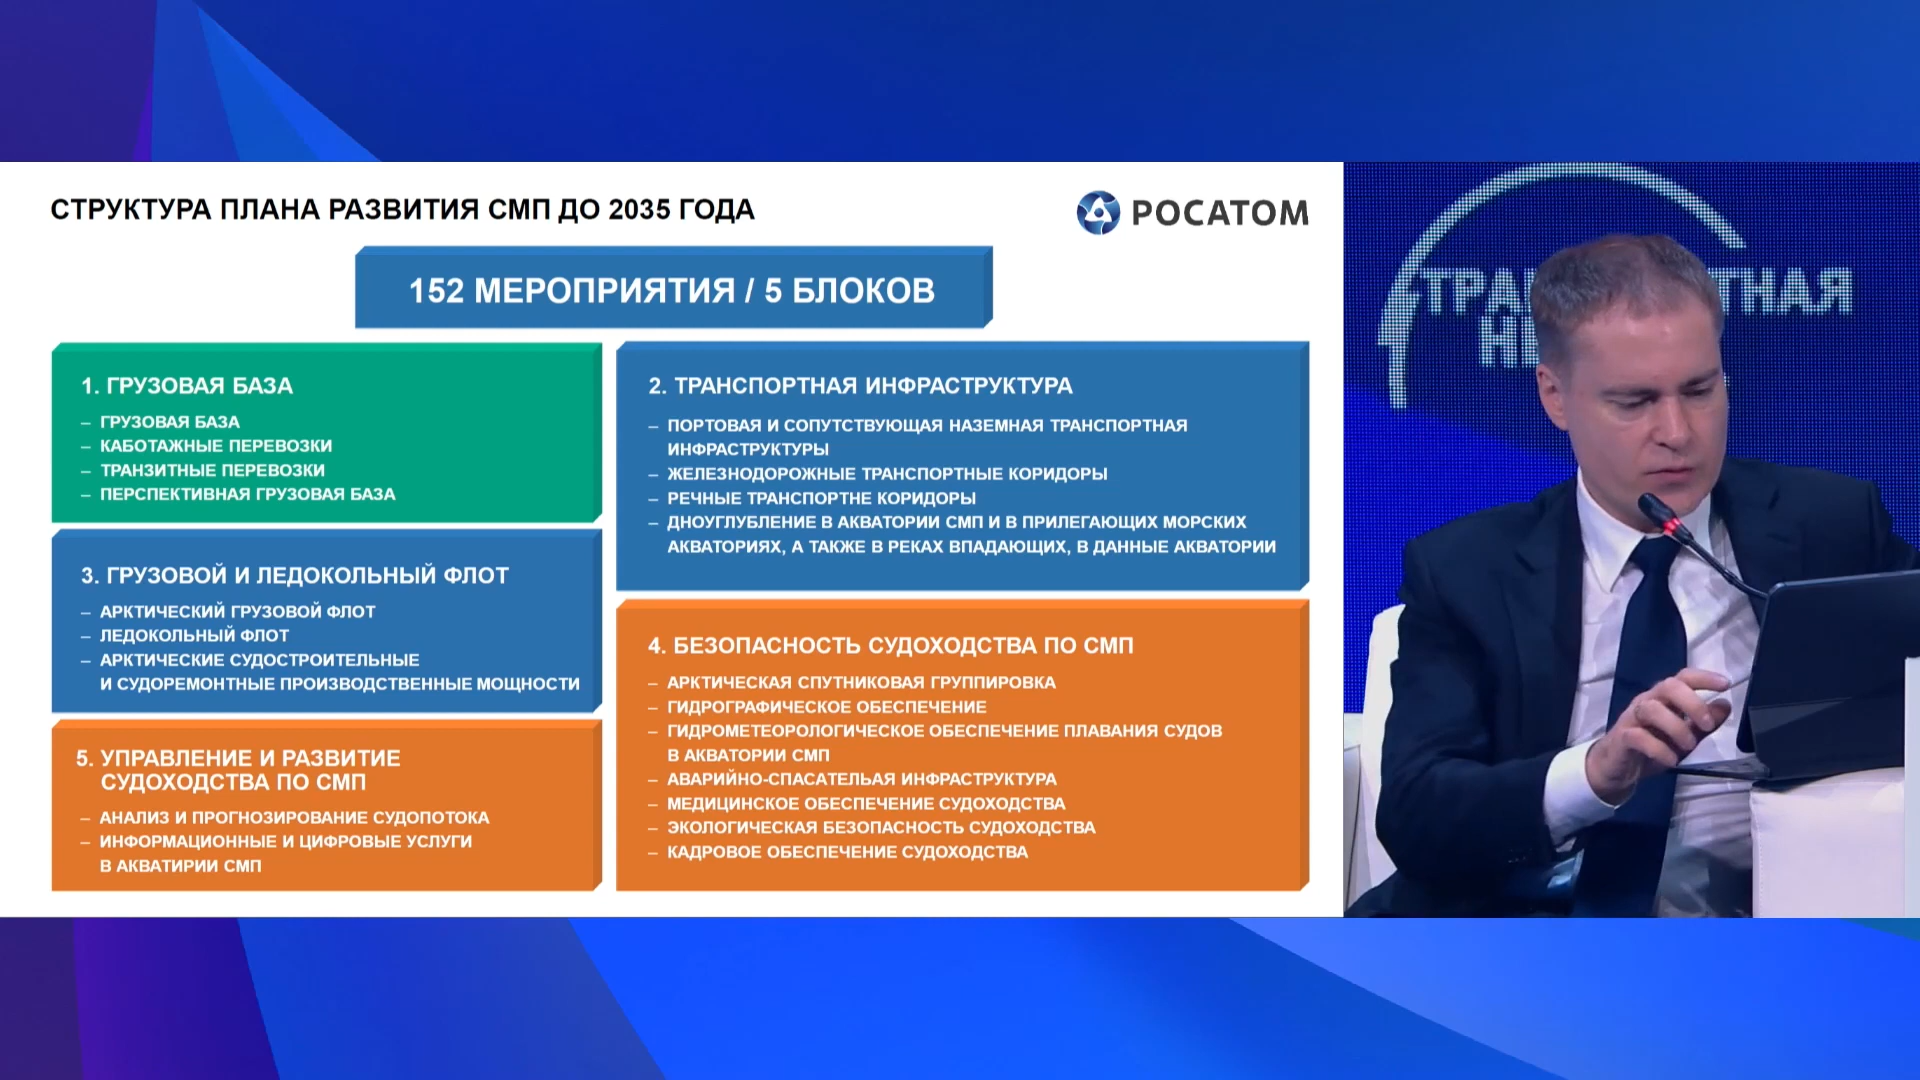 СТРУКТУРА ПЛАНА РАЗВИТИЯ СМП ДО 2035 ГОДА
РОСАТОМ
152 МЕРОПРИЯТИЯ / 5 БЛОКОВ
1. ГРУЗОВАЯ БАЗА
– ГРУЗОВАЯ БАЗА
– КАБОТАЖНЫЕ ПЕРЕВОЗКИ
– ТРАНЗИТНЫЕ ПЕРЕВОЗКИ
– ПЕРСПЕКТИВНАЯ ГРУЗОВАЯ БАЗА
2. ТРАНСПОРТНАЯ ИНФРАСТРУКТУРА
– ПОРТОВАЯ И СОПУТСТВУЮЩАЯ НАЗЕМНАЯ ТРАНСПОРТНАЯ
ИНФРАСТРУКТУРЫ
– ЖЕЛЕЗНОДОРОЖНЫЕ ТРАНСПОРТНЫЕ КОРИДОРЫ
– РЕЧНЫЕ ТРАНСПОРТНЕ КОРИДОРЫ
– ДНОУГЛУБЛЕНИЕ В АКВАТОРИИ СМП И В ПРИЛЕГАЮЩИХ МОРСКИХ
АКВАТОРИЯХ, А ТАКЖЕ В РЕКАХ ВПАДАЮЩИХ, В ДАННЫЕ АКВАТОРИИ
3. ГРУЗОВОЙ И ЛЕДОКОЛЬНЫЙ ФЛОТ
– АРКТИЧЕСКИЙ ГРУЗОВОЙ ФЛОТ
– ЛЕДОКОЛЬНЫЙ ФЛОТ
– АРКТИЧЕСКИЕ СУДОСТРОИТЕЛЬНЫЕ
И СУДОРЕМОНТНЫЕ ПРОИЗВОДСТВЕННЫЕ МОЩНОСТИ
4. БЕЗОПАСНОСТЬ СУДОХОДСТВА ПО СМП
– АРКТИЧЕСКАЯ СПУТНИКОВАЯ ГРУППИРОВКА
– ГИДРОГРАФИЧЕСКОЕ ОБЕСПЕЧЕНИЕ
– ГИДРОМЕТЕОРОЛОГИЧЕСКОЕ ОБЕСПЕЧЕНИЕ ПЛАВАНИЯ СУДОВ
В АКВАТОРИИ СМП
– АВАРИЙНО-СПАСАТЕЛЬАЯ ИНФРАСТРУКТУРА
– МЕДИЦИНСКОЕ ОБЕСПЕЧЕНИЕ СУДОХОДСТВА
– ЭКОЛОГИЧЕСКАЯ БЕЗОПАСНОСТЬ СУДОХОДСТВА
– КАДРОВОЕ ОБЕСПЕЧЕНИЕ СУДОХОДСТВА
5. УПРАВЛЕНИЕ И РАЗВИТИЕ
СУДОХОДСТВА ПО СМП
– АНАЛИЗ И ПРОГНОЗИРОВАНИЕ СУДОПОТОКА
– ИНФОРМАЦИОННЫЕ И ЦИФРОВЫЕ УСЛУГИ
В АКВАТИРИИ СМП